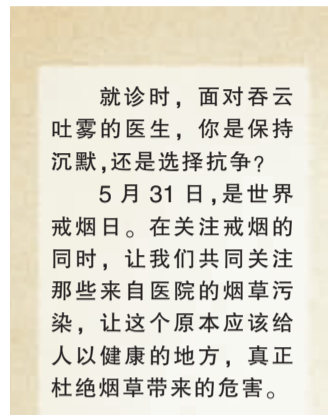 就诊时，面对吞云
吐雾的医生，你是保持
沉默,还是选择抗争?
5月31日,是世界
戒烟日。在关注戒烟的
同时，让我们共同关注
那些来自医院的烟草污
染，让这个原本应该给
人以健康的地方，真正
杜绝烟草带来的危害。